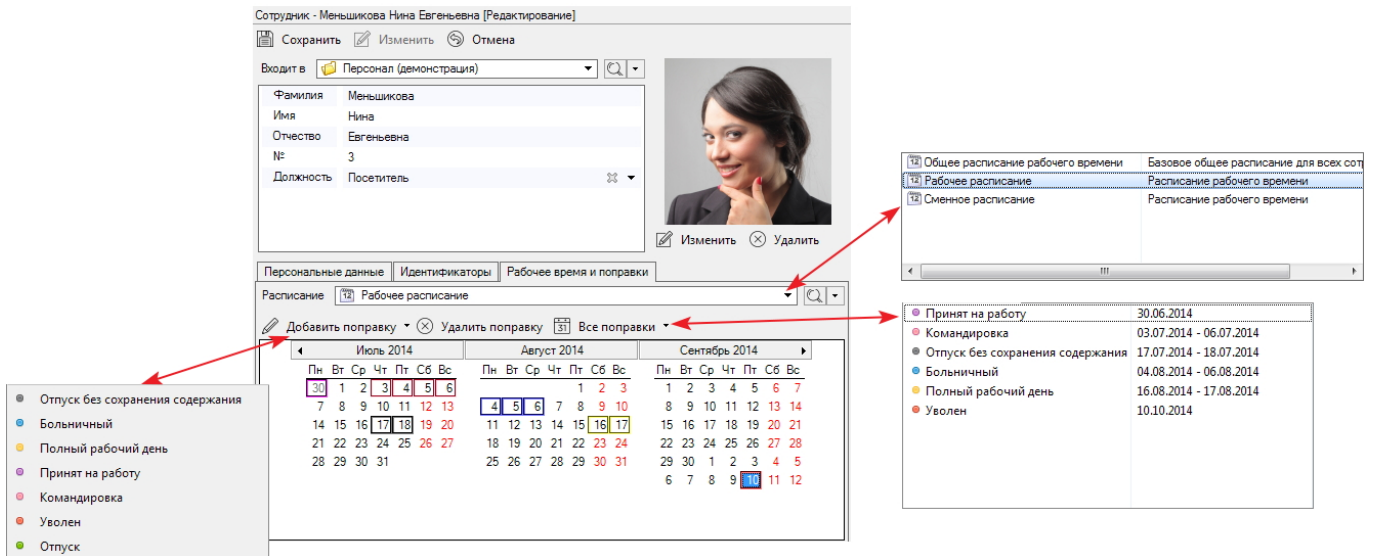 Сотрудник - Меньшикова Нина Евгеньевна [Редактирование]
Сохранить Изменить Отмена
Входит в Персонал (демонстрация)
Фамилия Меньшикова
Имя Нина
Отчество Евгеньевна
№ 3
Должность Посетитель
Изменить Удалить
Персональные данные Идентификаторы Рабочее время и поправки
Расписание 12 Рабочее расписание
Добавить поправку Удалить поправку 31 Все поправки
Июль 2014 Август 2014 Сентябрь 2014
Пн Вт Ср Чт Пт Сб Вс Пн Вт Ср Чт Пт Сб Вс Пн Вт Ср Чт Пт Сб Вс
30 1 2 3 4 5 6 1 2 3 1 2 3 4 5 6 7
7 8 9 10 11 12 13 4 5 6 7 8 9 10 8 9 10 11 12 13 14
14 15 16 17 18 19 20 11 12 13 14 15 16 17 15 16 17 18 19 20 21
21 22 23 24 25 26 27 18 19 20 21 22 23 24 22 23 24 25 26 27 28
28 29 30 31 25 26 27 28 29 30 31 29 30 1 2 3 4 5
6 7 8 9 10 11 12
Отпуск без сохранения содержания
Больничный
Полный рабочий день
Принят на работу
Командировка
Уволен
Отпуск
12 Общее расписание рабочего времени Базовое общее расписание для всех сот
12 Рабочее расписание Расписание рабочего времени
12 Сменное расписание Расписание рабочего времени
Принят на работу 30.06.2014
Командировка 03.07.2014 - 06.07.2014
Отпуск без сохранения содержания 17.07.2014 - 18.07.2014
Больничный 04.08.2014 - 06.08.2014
Полный рабочий день 16.08.2014 - 17.08.2014
Уволен 10.10.2014